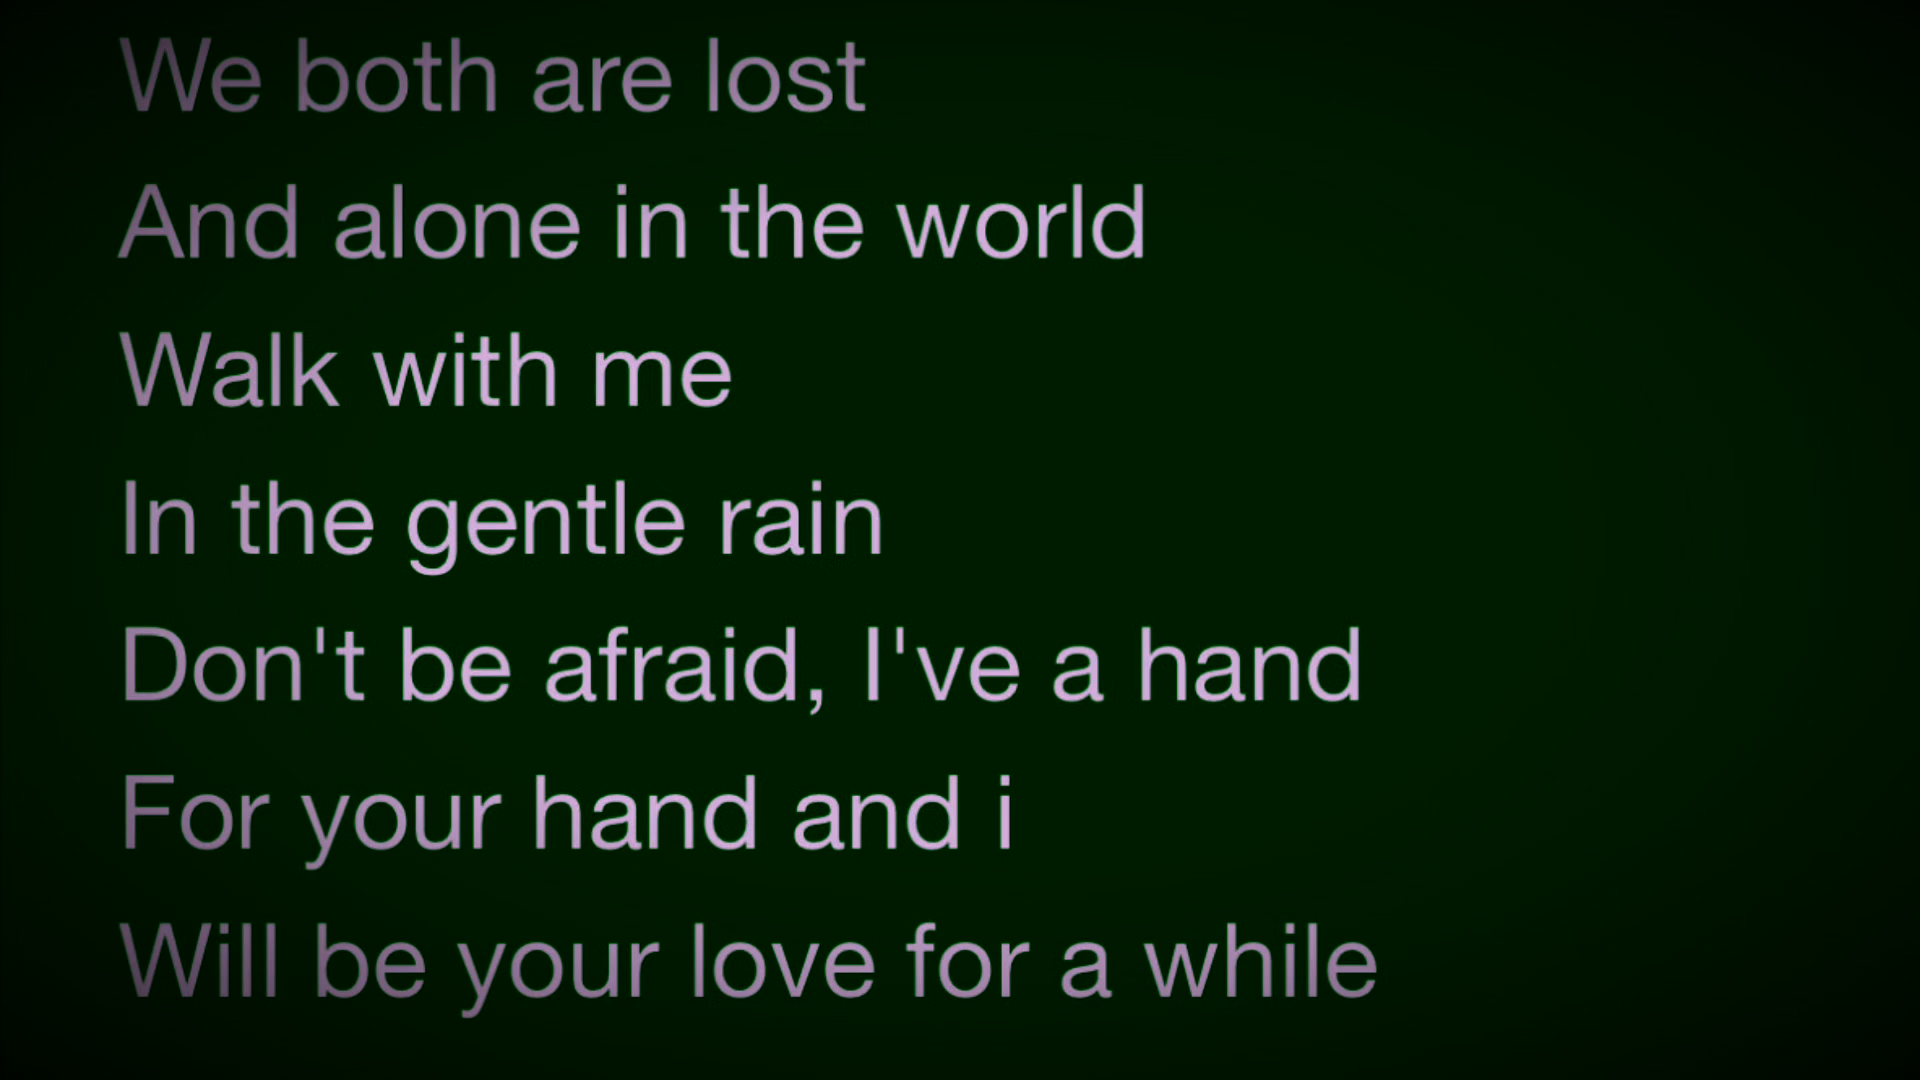 We both are lost
And alone in the world
Walk with me
In the gentle rain
Don't be afraid, I've a hand
For your hand and i
Will be your love for a while